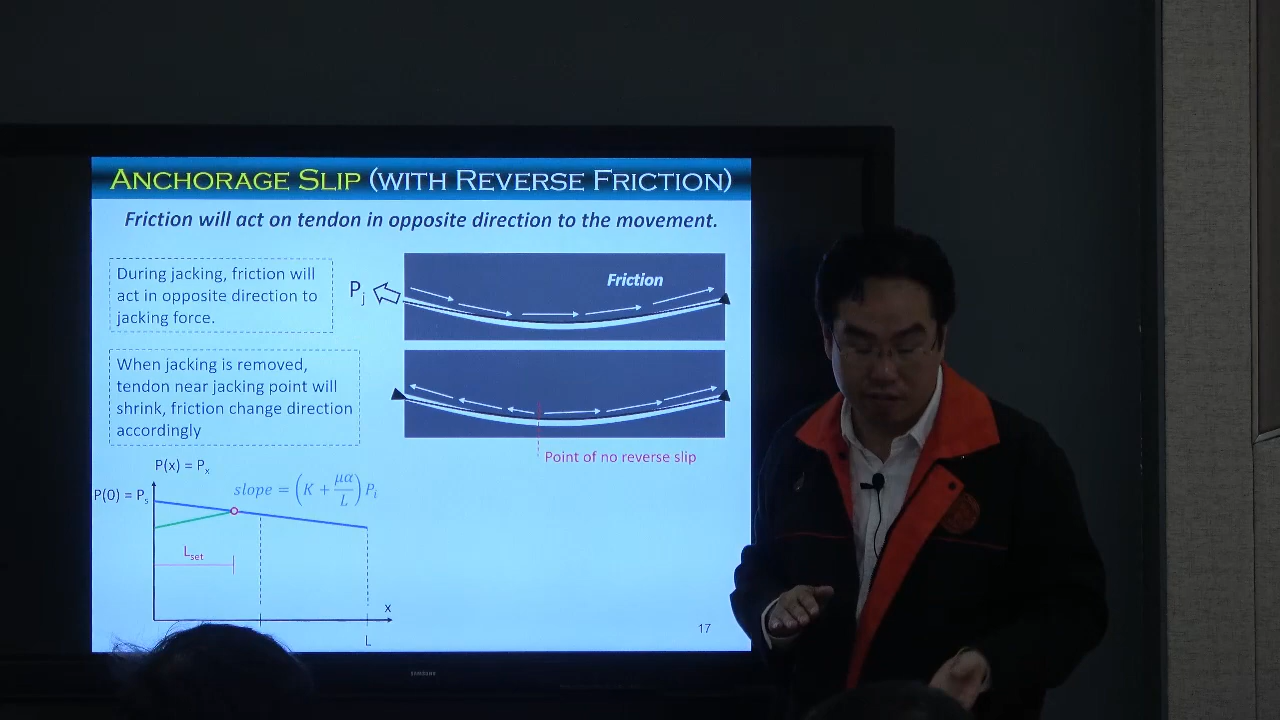 ANCHORAGE SLIP (WITH REVERSE FRICTION)
Friction will act on tendon in opposite direction to the movement.
During jacking, friction will
act in opposite direction to
jacking force.
Pj
Friction
When jacking is removed,
tendon near jacking point will
shrink, friction change direction
accordingly
Point of no reverse slip
P(x) = Px
P(0) = Ps
slope = (K + μα/L) Pi
Lset
x
L
17
SAMSUNG